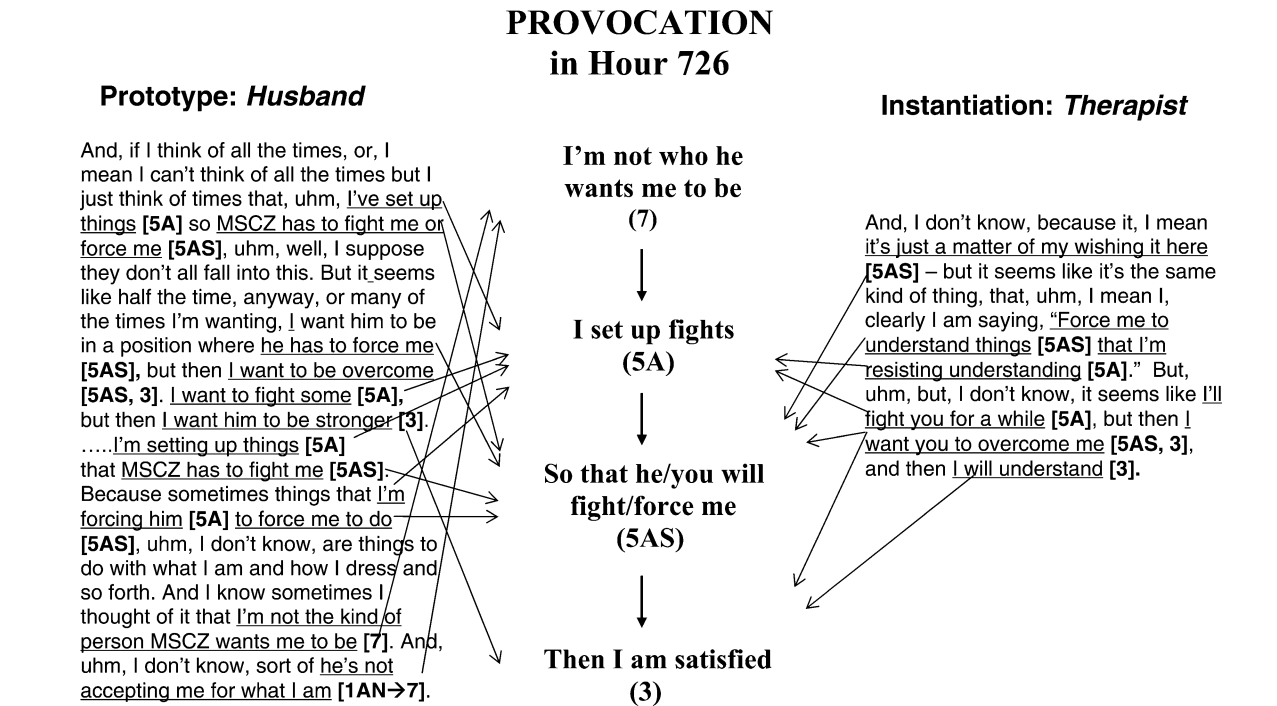 PROVOCATION
in Hour 726
Prototype: Husband
And, if I think of all the times, or, I
mean I can't think of all the times but I
just think of times that, uhm, I've set up
things [5A] so MSCZ has to fight me or
force me [5AS], uhm, well, I suppose
they don't all fall into this. But it seems
like half the time, anyway, or many of
the times I'm wanting, I want him to be
in a position where he has to force me
[5AS], but then I want to be overcome
[5AS, 3]. I want to fight some [5A],
but then I want him to be stronger [3].
…..I'm setting up things [5A]
that MSCZ has to fight me [5AS].
Because sometimes things that I'm
forcing him [5A] to force me to do
[5AS], uhm, I don't know, are things to
do with what I am and how I dress and
so forth. And I know sometimes I
thought of it that I'm not the kind of
person MSCZ wants me to be [7]. And,
uhm, I don't know, sort of he's not
accepting me for what I am [1AN→7].
I'm not who he
wants me to be
(7)
I set up fights
(5A)
So that he/you will
fight/force me
(5AS)
Then I am satisfied
(3)
Instantiation: Therapist
And, I don't know, because it, I mean
it's just a matter of my wishing it here
[5AS] – but it seems like it's the same
kind of thing, that, uhm, I mean I,
clearly I am saying, "Force me to
understand things [5AS] that I'm
resisting understanding [5A]." But,
uhm, but, I don't know, it seems like I'll
fight you for a while [5A], but then I
want you to overcome me [5AS, 3],
and then I will understand [3].